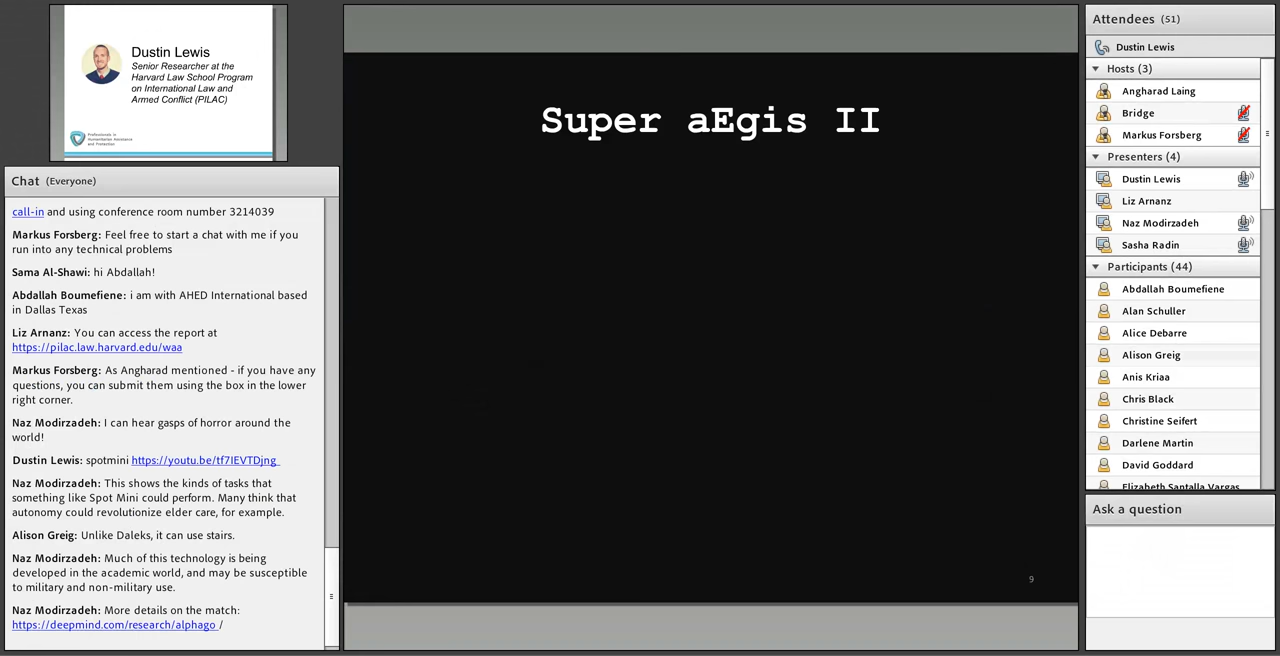 Dustin Lewis
Senior Researcher at the
Harvard Law School Program
on International Law and
Armed Conflict (PILAC)
Professionals in
Humanitarian Assistance
and Protection
Chat (Everyone)
call-in and using conference room number 3214039
Markus Forsberg: Feel free to start a chat with me if you
run into any technical problems
Sama Al-Shawi: hi Abdallah!
Abdallah Boumefiene: i am with AHED International based
in Dallas Texas
Liz Arnanz: You can access the report at
https://pilac.law.harvard.edu/waa
Markus Forsberg: As Angharad mentioned - if you have any
questions, you can submit them using the box in the lower
right corner.
Naz Modirzadeh: I can hear gasps of horror around the
world!
Dustin Lewis: spotmini https://youtu.be/tf7IEVTDjng
Naz Modirzadeh: This shows the kinds of tasks that
something like Spot Mini could perform. Many think that
autonomy could revolutionize elder care, for example.
Alison Greig: Unlike Daleks, it can use stairs.
Naz Modirzadeh: Much of this technology is being
developed in the academic world, and may be susceptible
to military and non-military use.
Naz Modirzadeh: More details on the match:
https://deepmind.com/research/alphago /
Super aEgis II
9
Attendees (51)
Dustin Lewis
Hosts (3)
Angharad Laing
Bridge
Markus Forsberg
Presenters (4)
Dustin Lewis
Liz Arnanz
Naz Modirzadeh
Sasha Radin
Participants (44)
Abdallah Boumefiene
Alan Schuller
Alice Debarre
Alison Greig
Anis Kriaa
Chris Black
Christine Seifert
Darlene Martin
David Goddard
Elizabeth Santalla Vargas
Ask a question